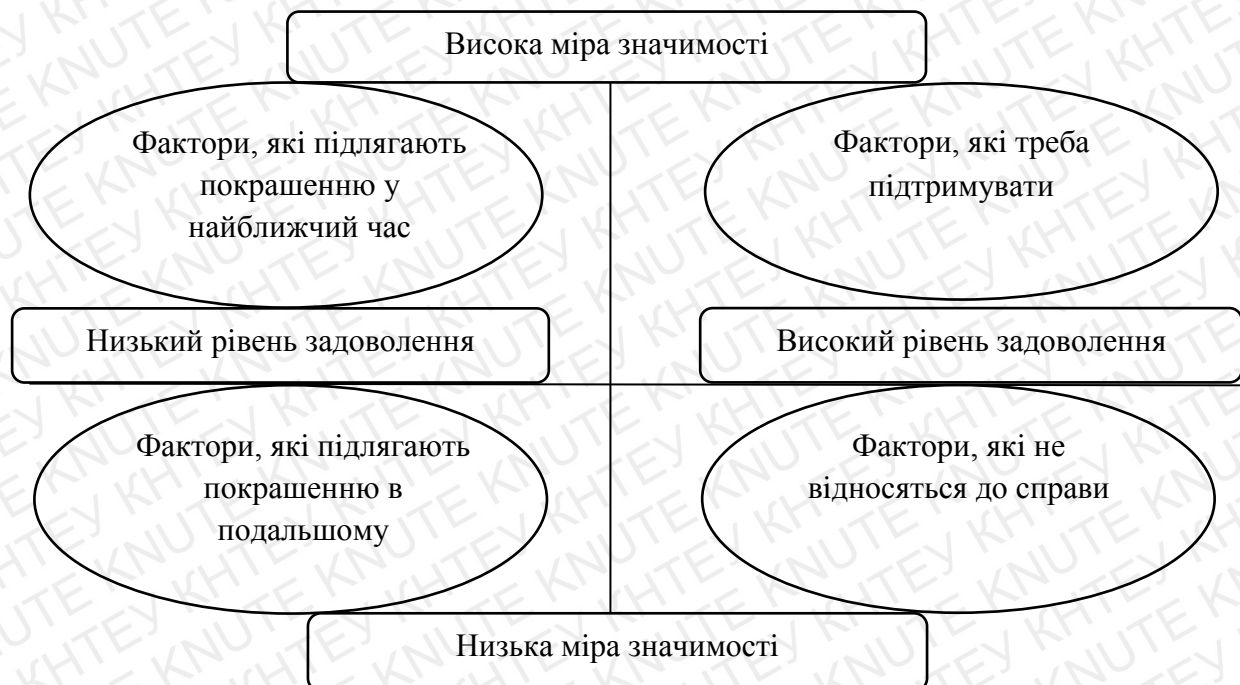 Висока міра значимості
Фактори, які підлягають
покрашенню у
найближчий час
Фактори, які треба
підтримувати
Низький рівень задоволення
Високий рівень задоволення
Фактори, які підлягають
покрашенню в
подальшому
Фактори, які не
відносяться до справи
Низька міра значимості